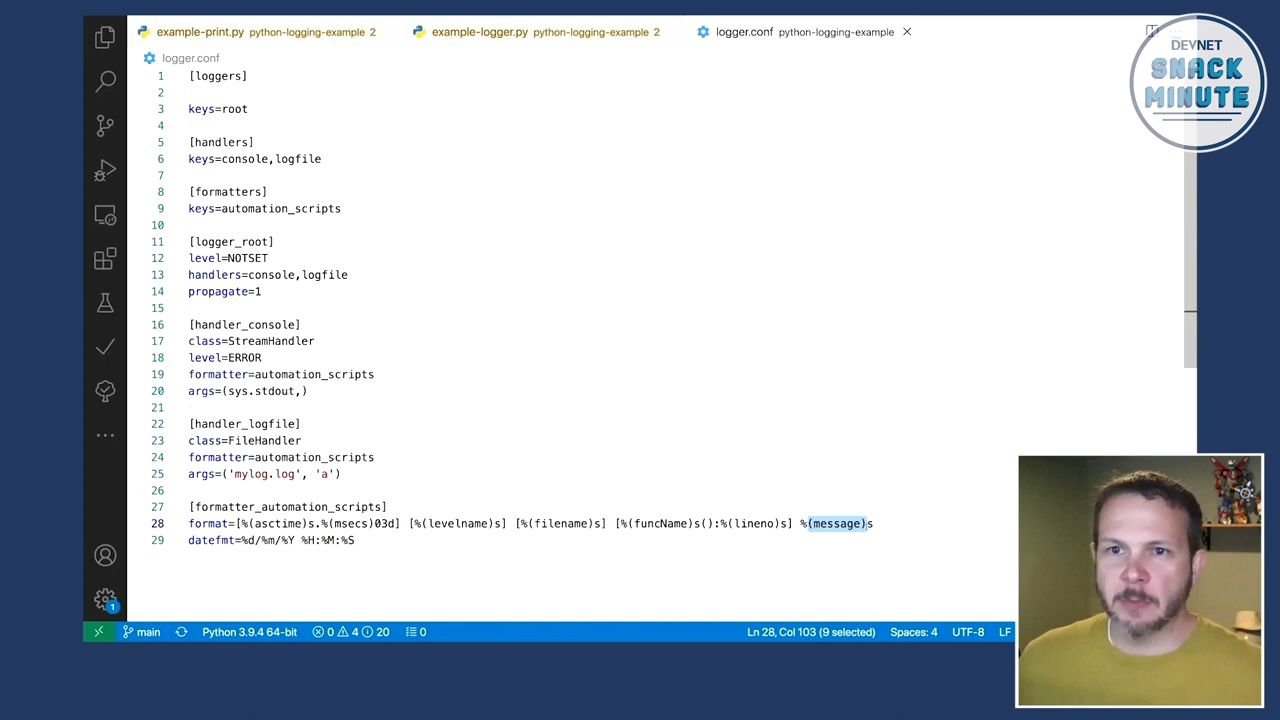 example-print.py python-logging-example 2
example-logger.py python-logging-example 2
logger.conf python-logging-example
DEVNET
SNACK
MINUTE
logger.conf
1 [loggers]
2
3 keys=root
4
5 [handlers]
6 keys=console,logfile
7
8 [formatters]
9 keys=automation_scripts
10
11 [logger_root]
12 level=NOTSET
13 handlers=console,logfile
14 propagate=1
15
16 [handler_console]
17 class=StreamHandler
18 level=ERROR
19 formatter=automation_scripts
20 args=(sys.stdout,)
21
22 [handler_logfile]
23 class=FileHandler
24 formatter=automation_scripts
25 args=('mylog.log', 'a')
26
27 [formatter_automation_scripts]
28 format=[%(asctime)s.%(msecs)03d] [%(levelname)s] [%(filename)s] [%(funcName)s():%(lineno)s] %(message)s
29 datefmt=%d/%m/%Y %H:%M:%S
1
main Python 3.9.4 64-bit 0 4 20 0 Ln 28, Col 103 (9 selected) Spaces: 4 UTF-8 LF